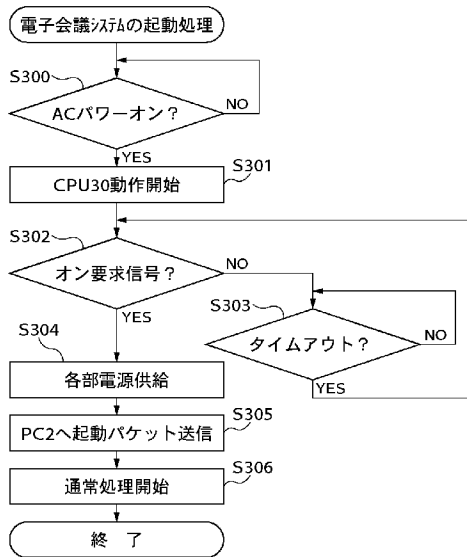 電子会議システムの起動処理
S300
ACパワーオン？
NO
YES
S301
CPU30動作開始
S302
オン要求信号？
NO
YES
S303
タイムアウト？
NO
YES
S304
各部電源供給
S305
PC2へ起動パケット送信
S306
通常処理開始
終 了